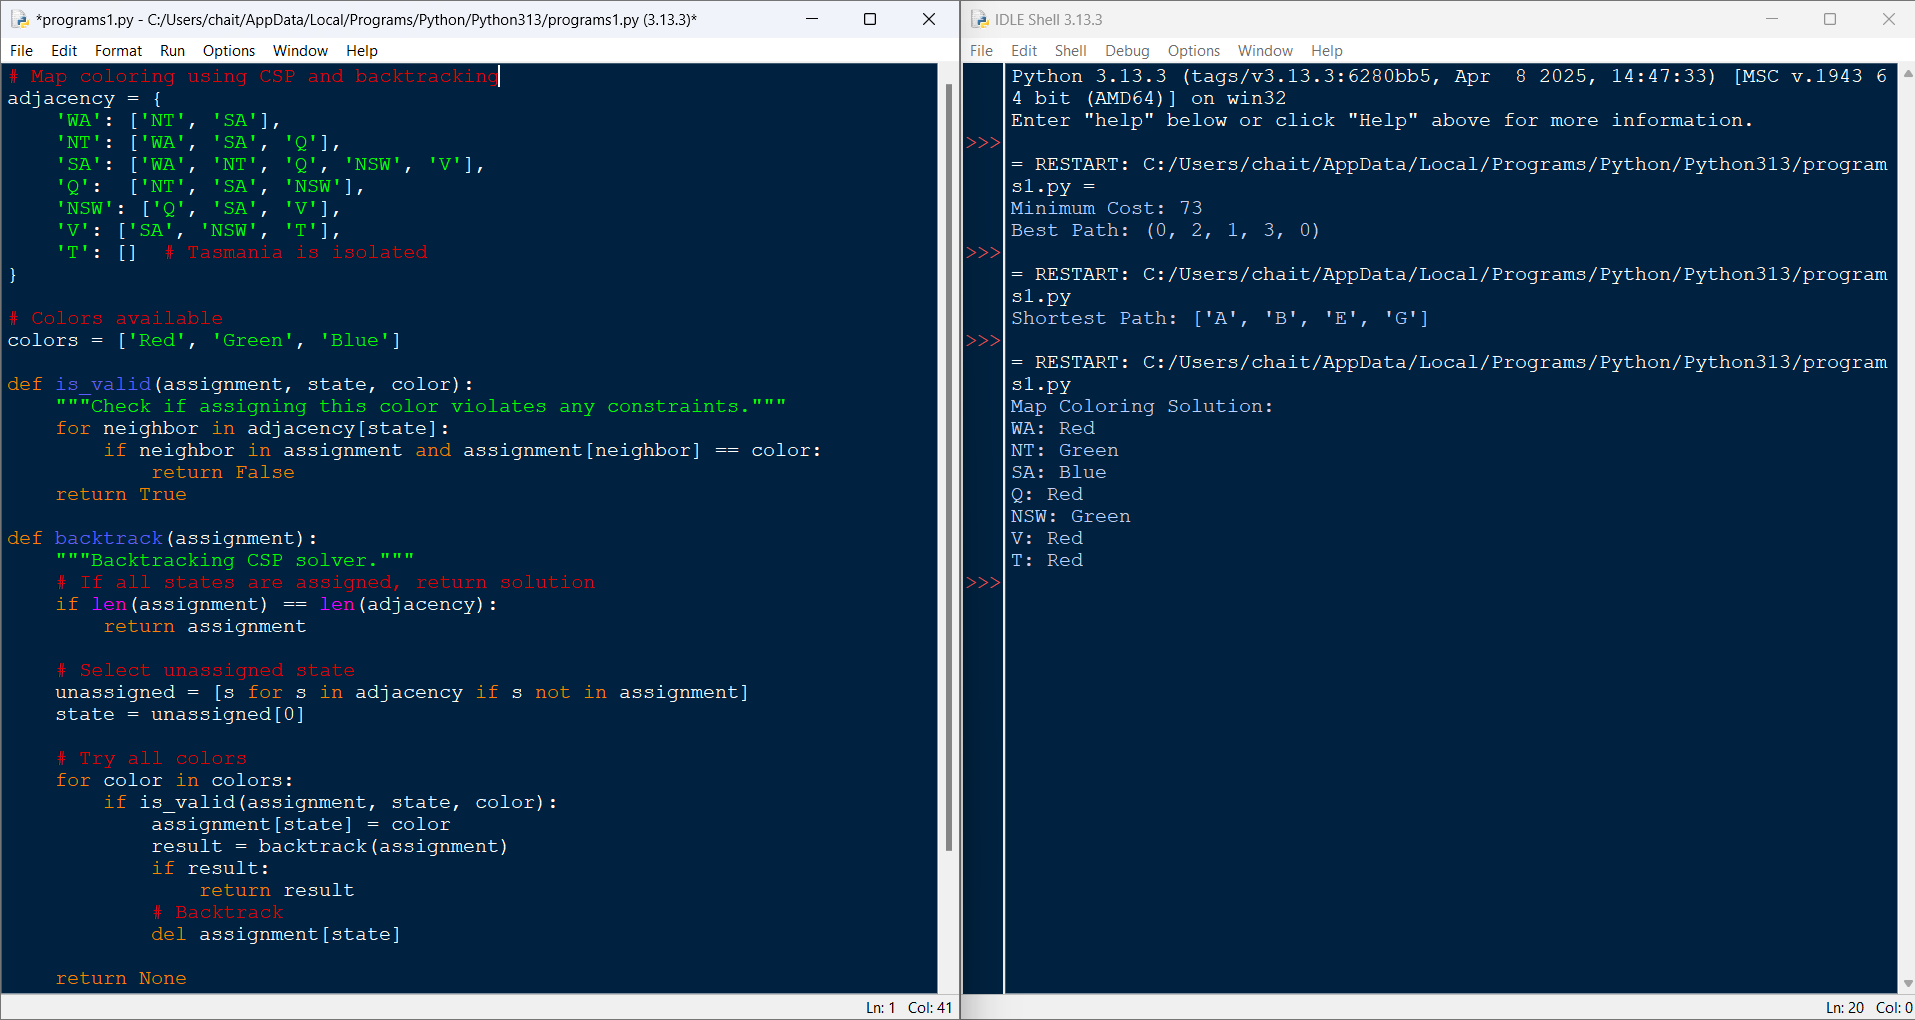 *programs1.py - C:/Users/chait/AppData/Local/Programs/Python/Python313/programs1.py (3.13.3)*
File Edit Format Run Options Window Help
# Map coloring using CSP and backtracking
adjacency = {
    'WA': ['NT', 'SA'],
    'NT': ['WA', 'SA', 'Q'],
    'SA': ['WA', 'NT', 'Q', 'NSW', 'V'],
    'Q':  ['NT', 'SA', 'NSW'],
    'NSW': ['Q', 'SA', 'V'],
    'V': ['SA', 'NSW', 'T'],
    'T': []  # Tasmania is isolated
}
# Colors available
colors = ['Red', 'Green', 'Blue']
def is_valid(assignment, state, color):
    """Check if assigning this color violates any constraints."""
    for neighbor in adjacency[state]:
        if neighbor in assignment and assignment[neighbor] == color:
            return False
    return True
def backtrack(assignment):
    """Backtracking CSP solver."""
    # If all states are assigned, return solution
    if len(assignment) == len(adjacency):
        return assignment
    # Select unassigned state
    unassigned = [s for s in adjacency if s not in assignment]
    state = unassigned[0]
    # Try all colors
    for color in colors:
        if is_valid(assignment, state, color):
            assignment[state] = color
            result = backtrack(assignment)
            if result:
                return result
            # Backtrack
            del assignment[state]
    return None
Ln: 1 Col: 41
IDLE Shell 3.13.3
File Edit Shell Debug Options Window Help
Python 3.13.3 (tags/v3.13.3:6280bb5, Apr  8 2025, 14:47:33) [MSC v.1943 6
4 bit (AMD64)] on win32
Enter "help" below or click "Help" above for more information.
>>>
= RESTART: C:/Users/chait/AppData/Local/Programs/Python/Python313/program
s1.py =
Minimum Cost: 73
Best Path: (0, 2, 1, 3, 0)
>>>
= RESTART: C:/Users/chait/AppData/Local/Programs/Python/Python313/program
s1.py
Shortest Path: ['A', 'B', 'E', 'G']
>>>
= RESTART: C:/Users/chait/AppData/Local/Programs/Python/Python313/program
s1.py
Map Coloring Solution:
WA: Red
NT: Green
SA: Blue
Q: Red
NSW: Green
V: Red
T: Red
>>>
Ln: 20 Col: 0